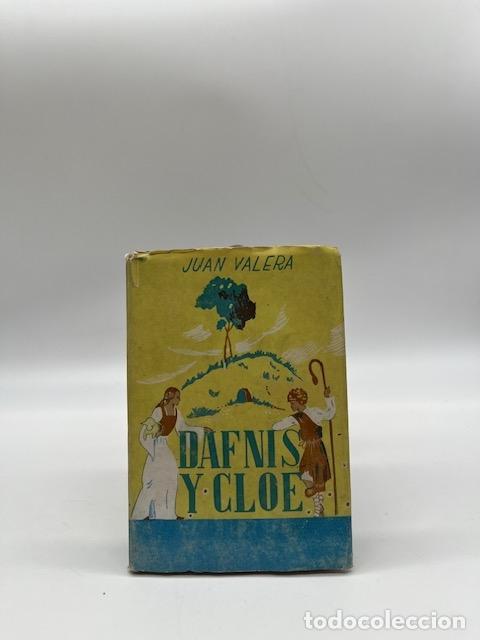 JUAN VALERA
DAFNIS
Y CLOE
todocoleccion